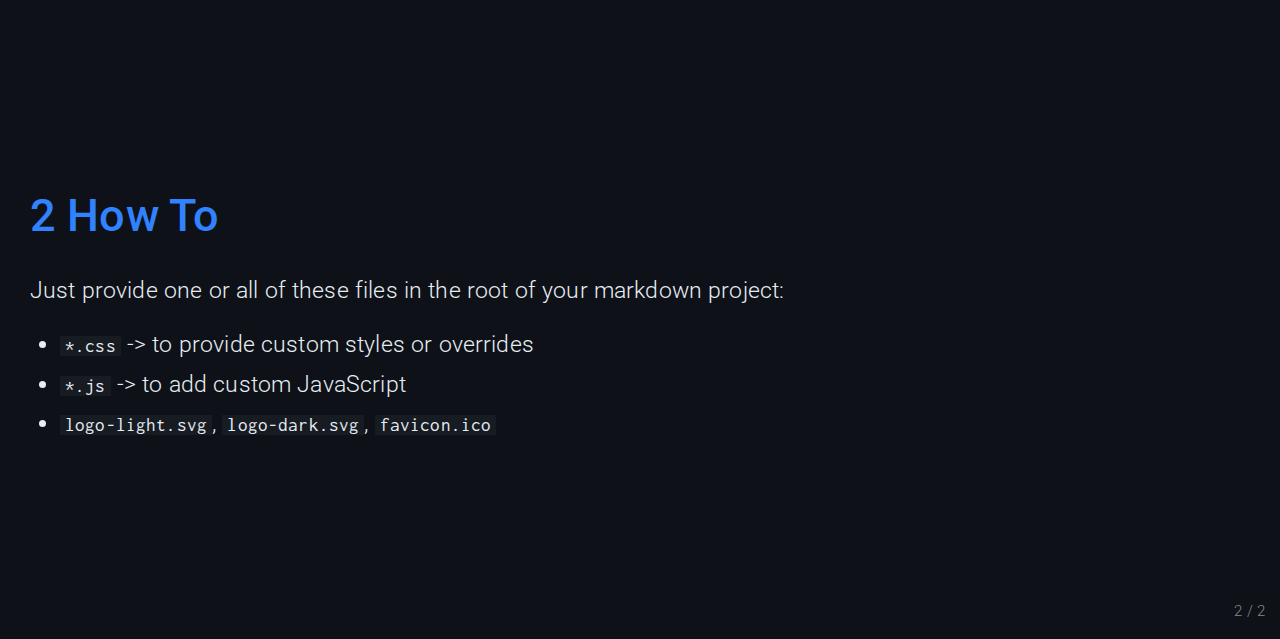 2 How To
Just provide one or all of these files in the root of your markdown project:
*.css -> to provide custom styles or overrides
*.js -> to add custom JavaScript
logo-light.svg, logo-dark.svg, favicon.ico
2 / 2